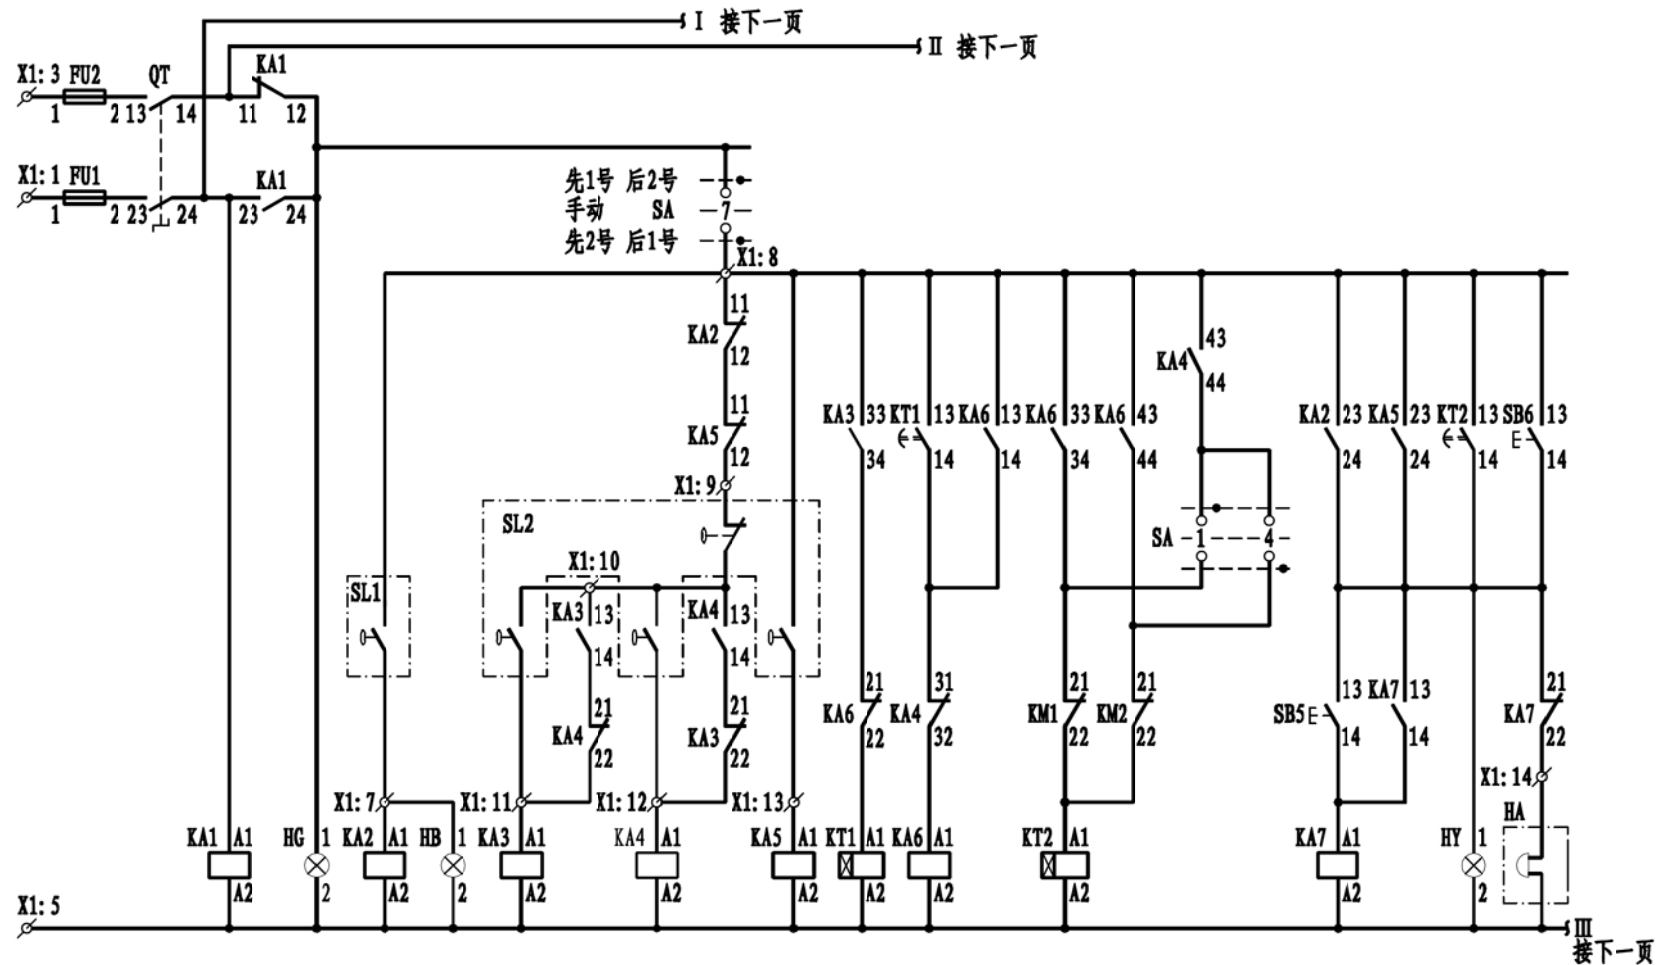 I 接下一页
II 接下一页
X1: 3 FU2 QT KA1
1 2 13 14 11 12
X1: 1 FU1 KA1
1 2 23 24 23 24
先1号 后2号
手动 SA 7
先2号 后1号
X1: 8
11
KA2
12
43
KA4
44
11
KA5
12
KA3 33 KT1 13 KA6 13 KA6 33 KA6 43 KA2 23 KA5 23 KT2 13 SB6 13
34 14 14 34 44 24 24 14 14
X1: 9
SL2
SA 1 4
X1: 10
SL1
KA3 13 KA4 13
14 14
21 31 21 21 13 KA7 13 21
KA6 KA4 KM1 KM2 SB5 KA7
22 32 22 22 14 14 22
21 21
KA4 KA3
22 22
X1: 14
X1: 7 X1: 11 X1: 12 X1: 13
HA
KA1 A1 HG 1 KA2 A1 HB 1 KA3 A1 KA4 A1 KA5 A1 KT1 A1 KA6 A1 KT2 A1 KA7 A1 HY 1
A2 2 A2 2 A2 A2 A2 A2 A2 A2 A2 2
X1: 5
III
接下一页